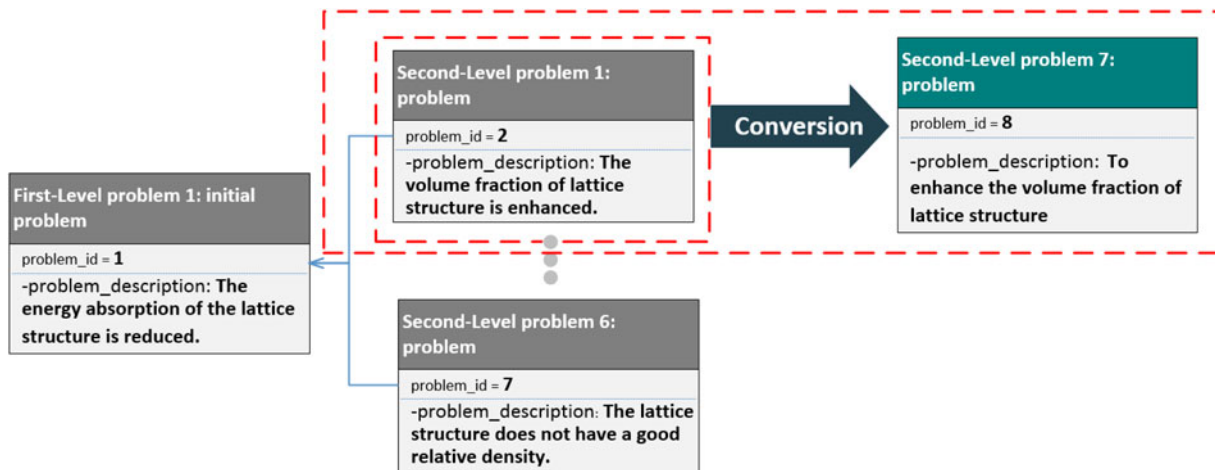 Second-Level problem 1:
problem
problem_id = 2
-problem_description: The
volume fraction of lattice
structure is enhanced.
Conversion
Second-Level problem 7:
problem
problem_id = 8
-problem_description: To
enhance the volume fraction of
lattice structure
First-Level problem 1: initial
problem
problem_id = 1
-problem_description: The
energy absorption of the lattice
structure is reduced.
Second-Level problem 6:
problem
problem_id = 7
-problem_description: The lattice
structure does not have a good
relative density.